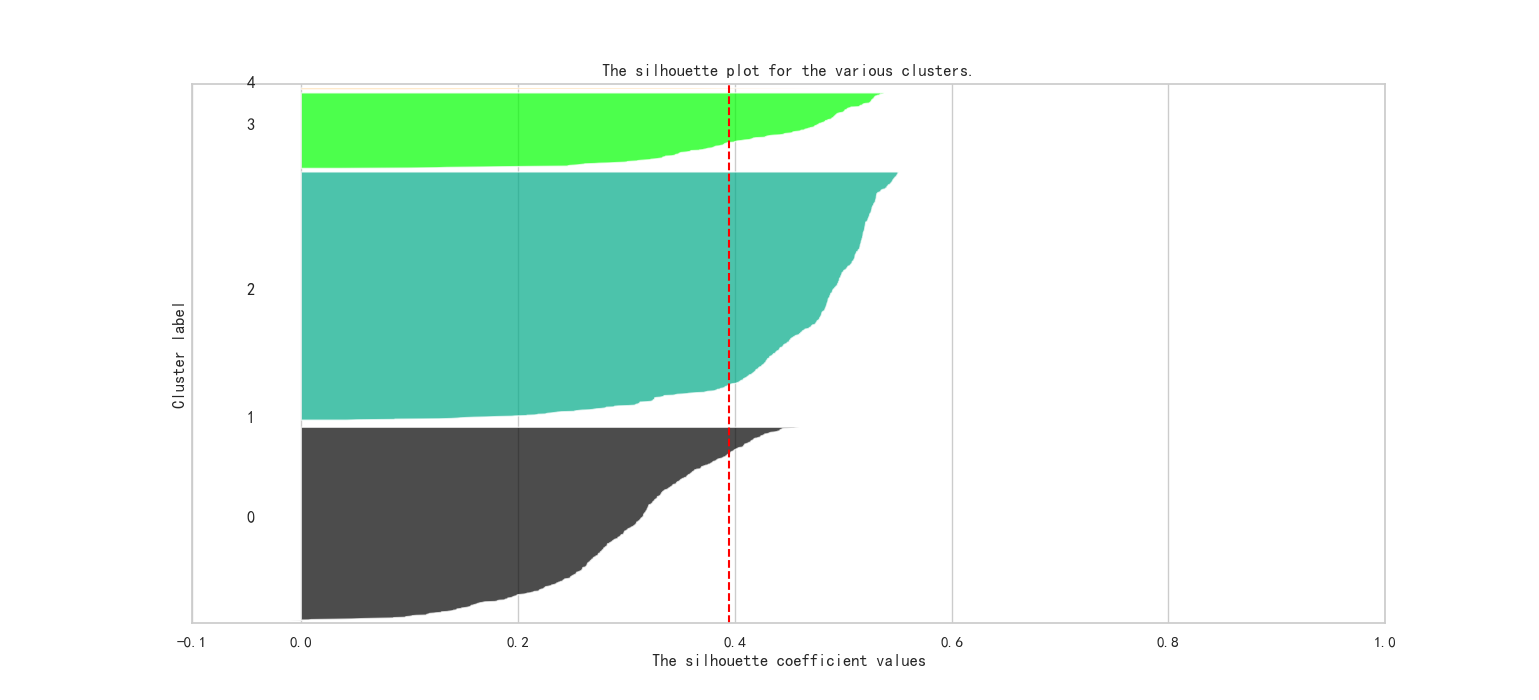 The silhouette plot for the various clusters.
4
3
2
1
0
Cluster label
−0.1 0.0 0.2 0.4 0.6 0.8 1.0
The silhouette coefficient values